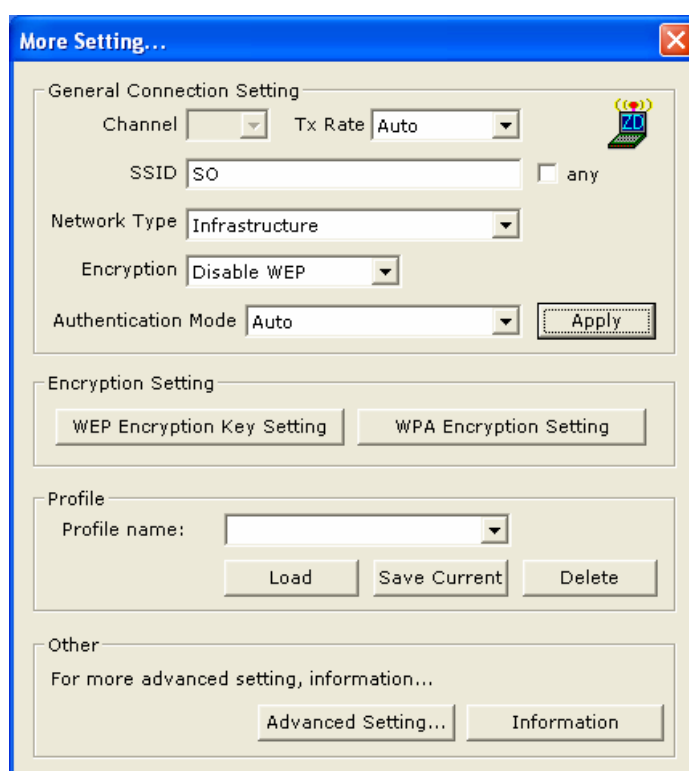 More Setting...
General Connection Setting
Channel Tx Rate Auto
ZD
SSID SO any
Network Type Infrastructure
Encryption Disable WEP
Authentication Mode Auto Apply
Encryption Setting
WEP Encryption Key Setting WPA Encryption Setting
Profile
Profile name:
Load Save Current Delete
Other
For more advanced setting, information...
Advanced Setting... Information